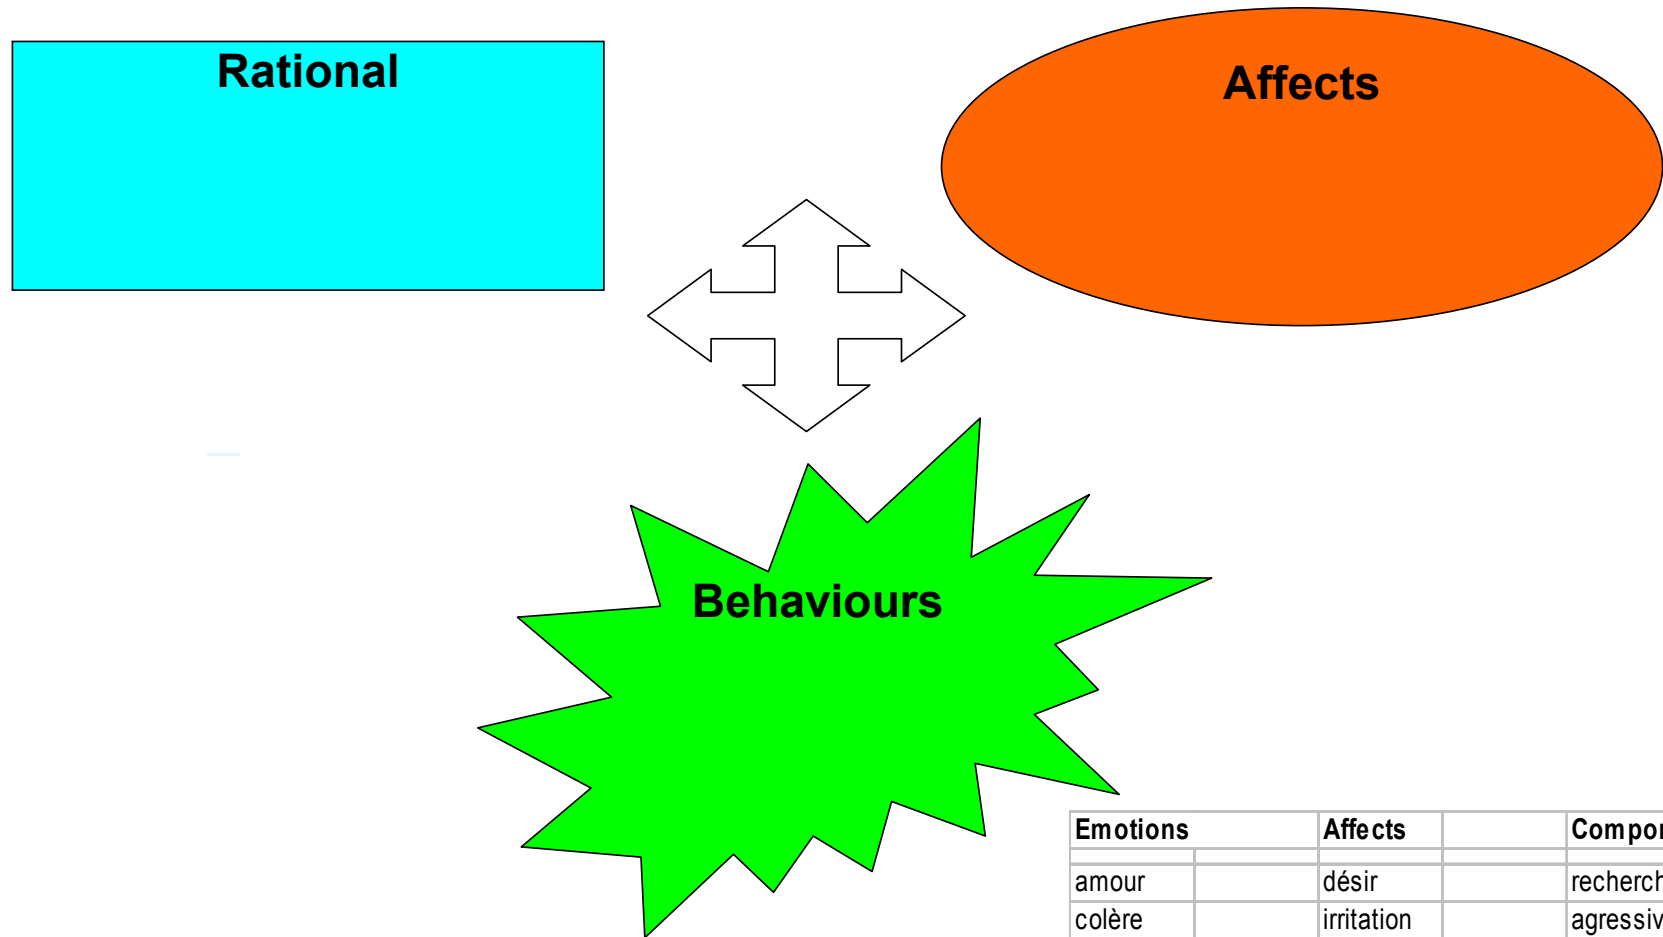 Rational
Affects
Behaviours
Emotions Affects
amour désir
colère irritation